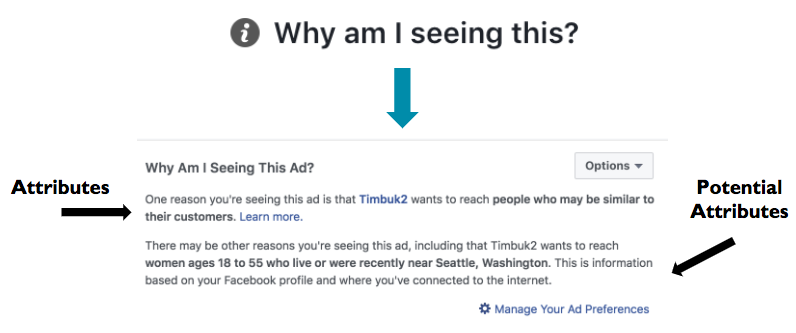 Why am I seeing this?
Why Am I Seeing This Ad?
Options
Attributes
One reason you're seeing this ad is that Timbuk2 wants to reach people who may be similar to
their customers. Learn more.
Potential
Attributes
There may be other reasons you're seeing this ad, including that Timbuk2 wants to reach
women ages 18 to 55 who live or were recently near Seattle, Washington. This is information
based on your Facebook profile and where you've connected to the internet.
Manage Your Ad Preferences